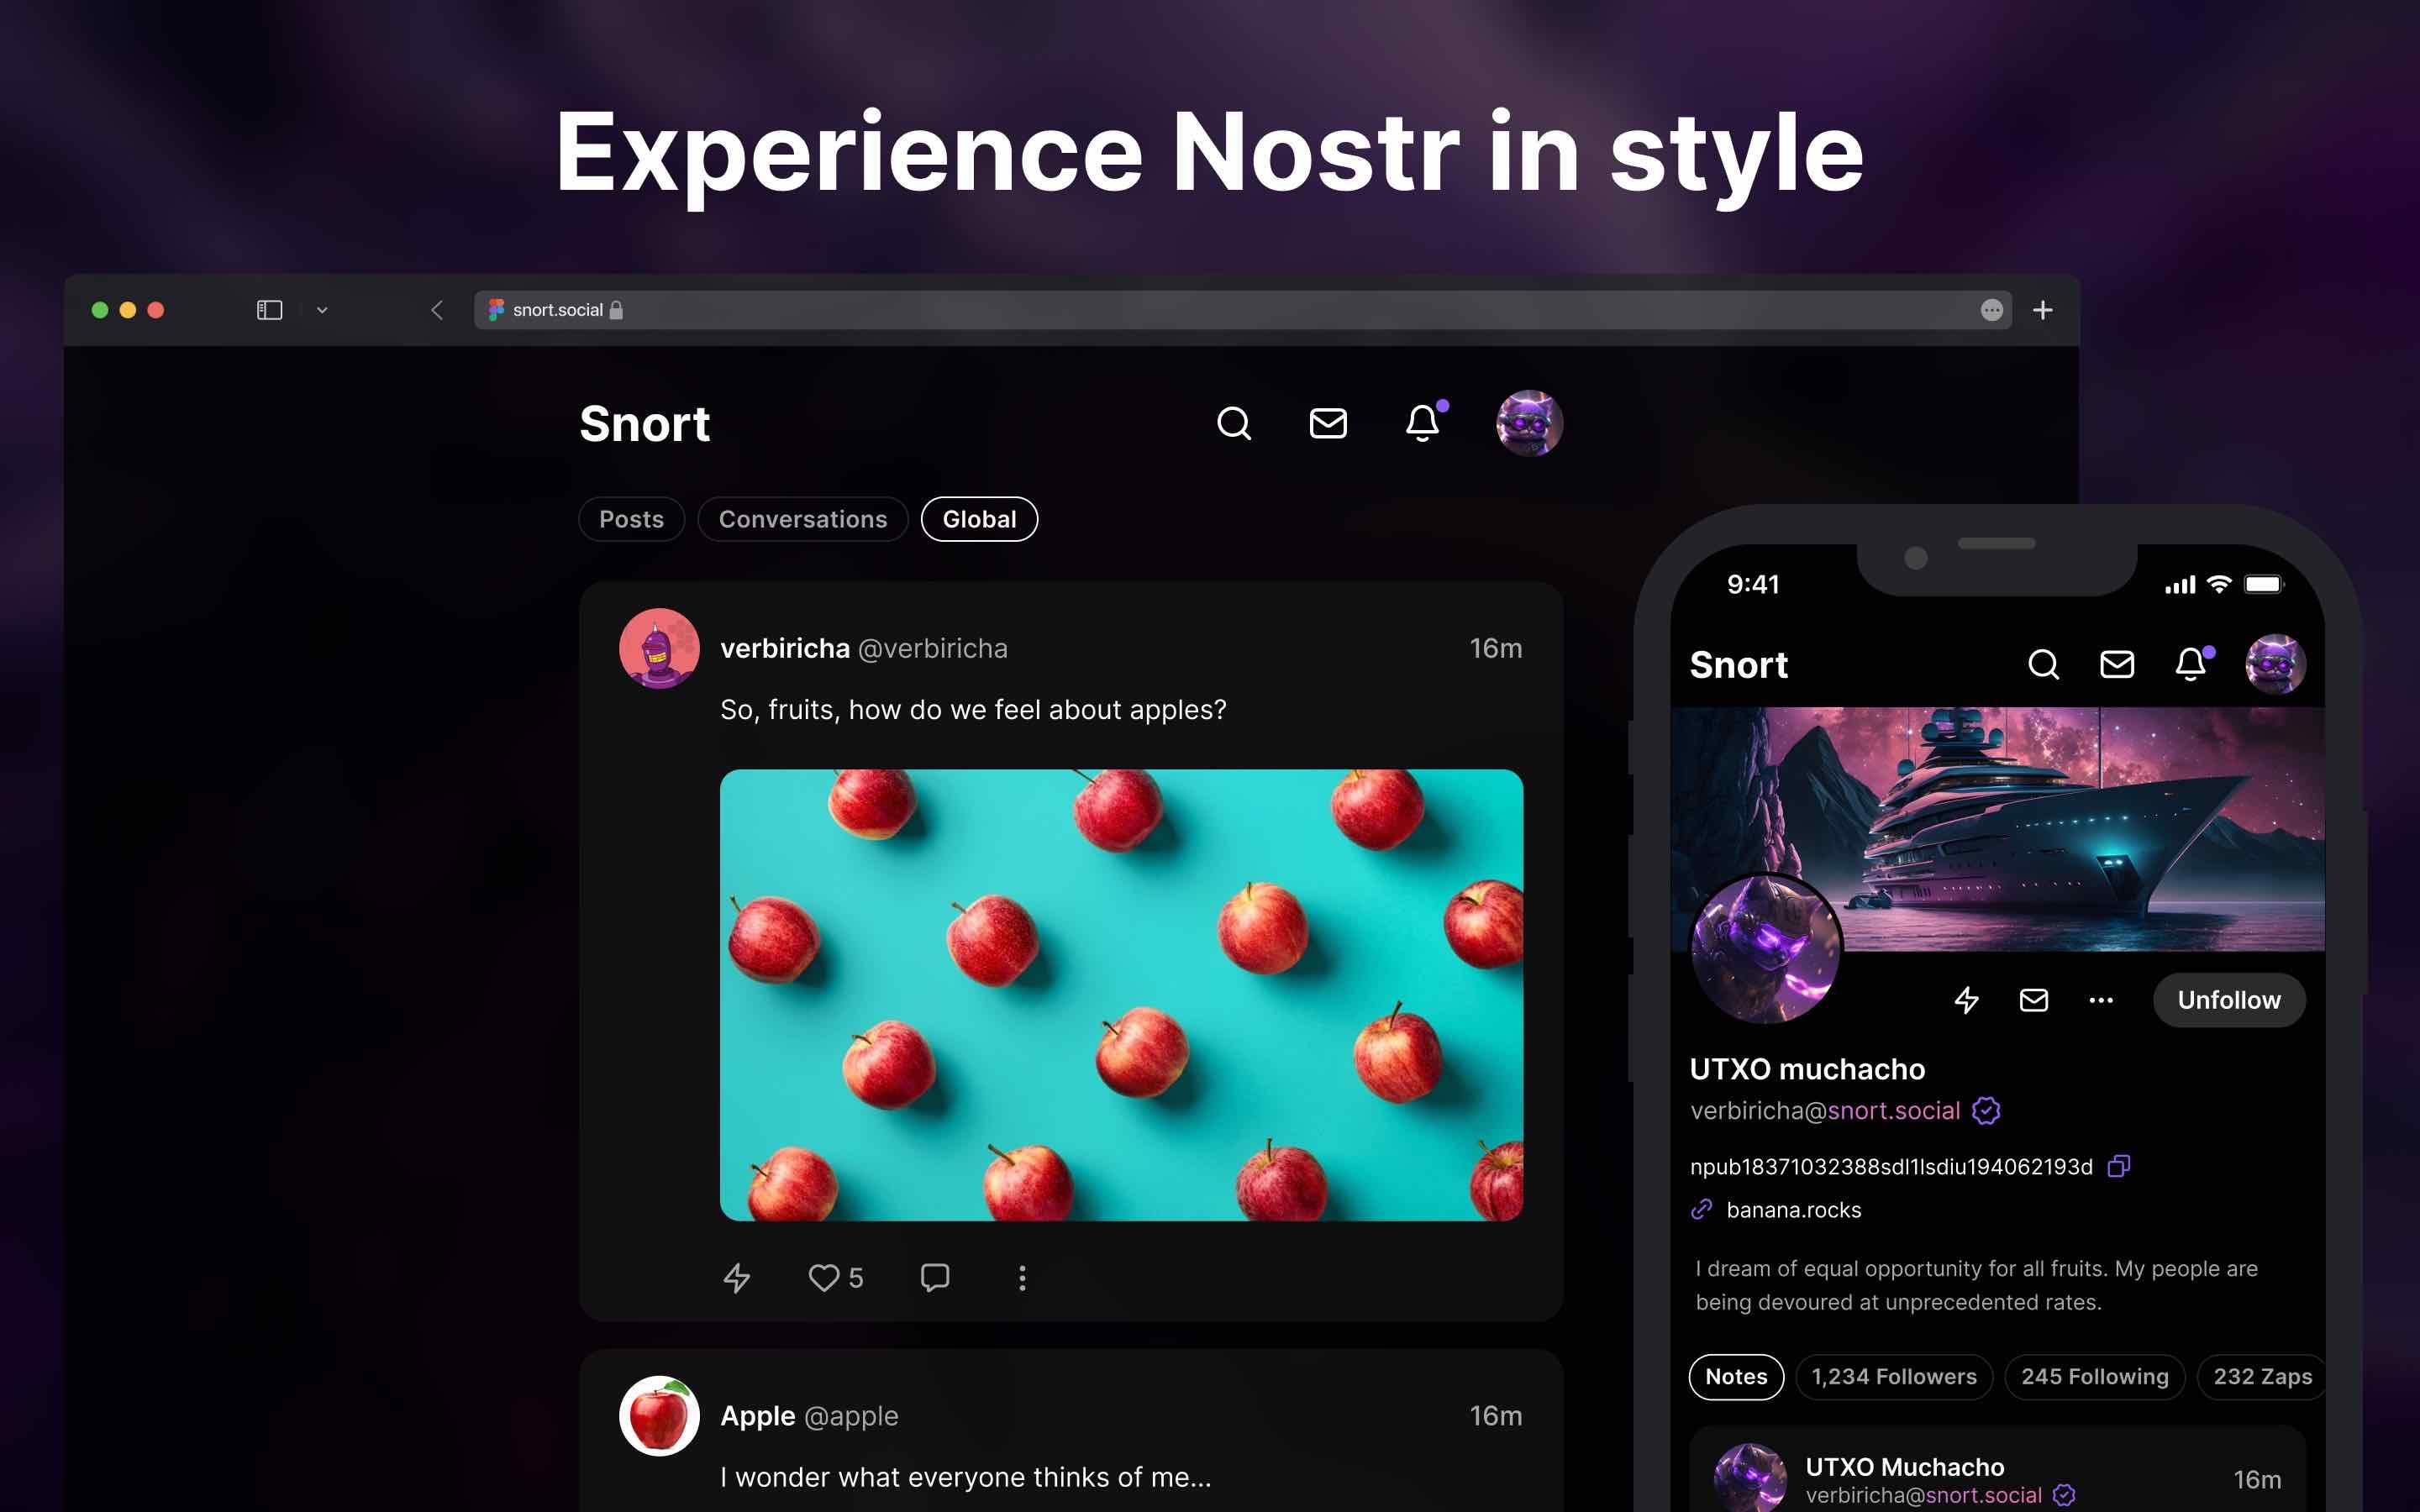 Experience Nostr in style
snort.social
Snort
Posts
Conversations
Global
verbiricha @verbiricha
16m
So, fruits, how do we feel about apples?
5
Apple @apple
16m
I wonder what everyone thinks of me...
9:41
Snort
Unfollow
UTXO muchacho
verbiricha@snort.social
npub18371032388sdl1lsdiu194062193d
banana.rocks
I dream of equal opportunity for all fruits. My people are
being devoured at unprecedented rates.
Notes
1,234 Followers
245 Following
232 Zaps
UTXO Muchacho
16m
verbiricha@snort.social